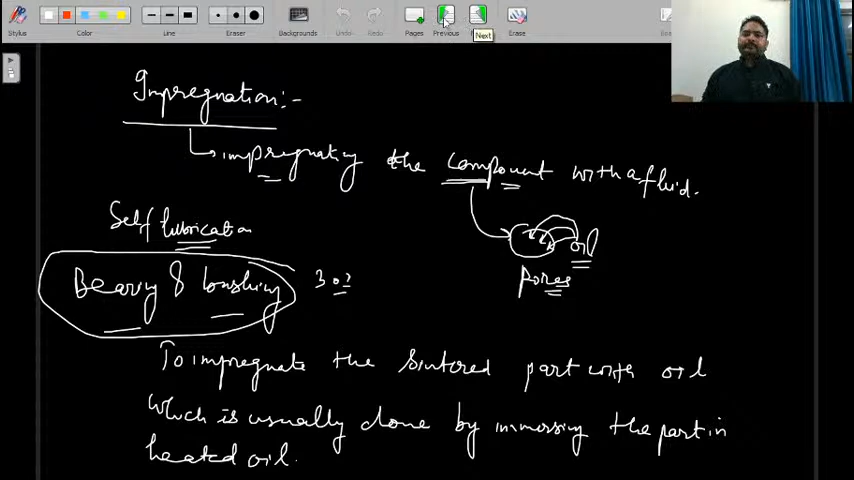 Stylus Color Line Eraser Backgrounds Undo Redo Pages Previous Next Erase
Impregnation:-
impregnating the component with a fluid.
Self lubrication
oil
Pores
Bearing & bushing
To impregnate the sintered part with oil
which is usually done by immersing the part in
heated oil.